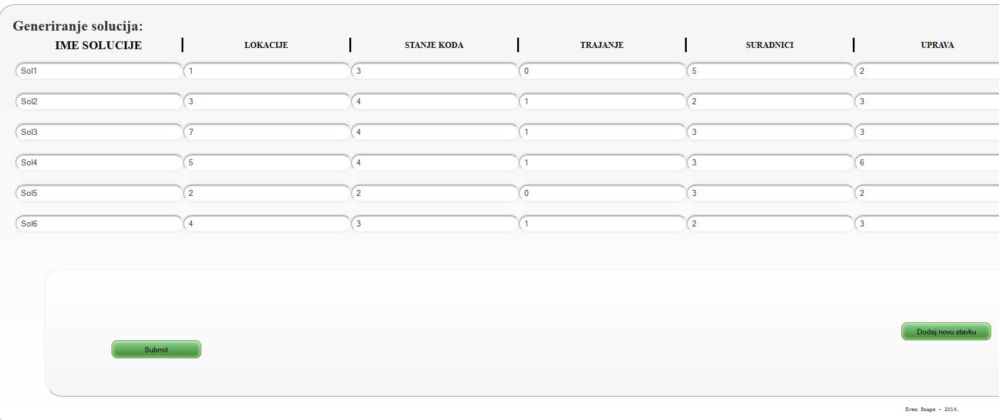 Generiranje solucija:
IME SOLUCIJE LOKACIJE STANJE KODA TRAJANJE SURADNICI UPRAVA
Sol1 1 3 0 5 2
Sol2 3 4 1 2 3
Sol3 7 4 1 3 3
Sol4 5 4 1 3 6
Sol5 2 2 0 3 2
Sol6 4 3 1 2 3
Dodaj novu stavku
Submit
Even Swaps - 2014.